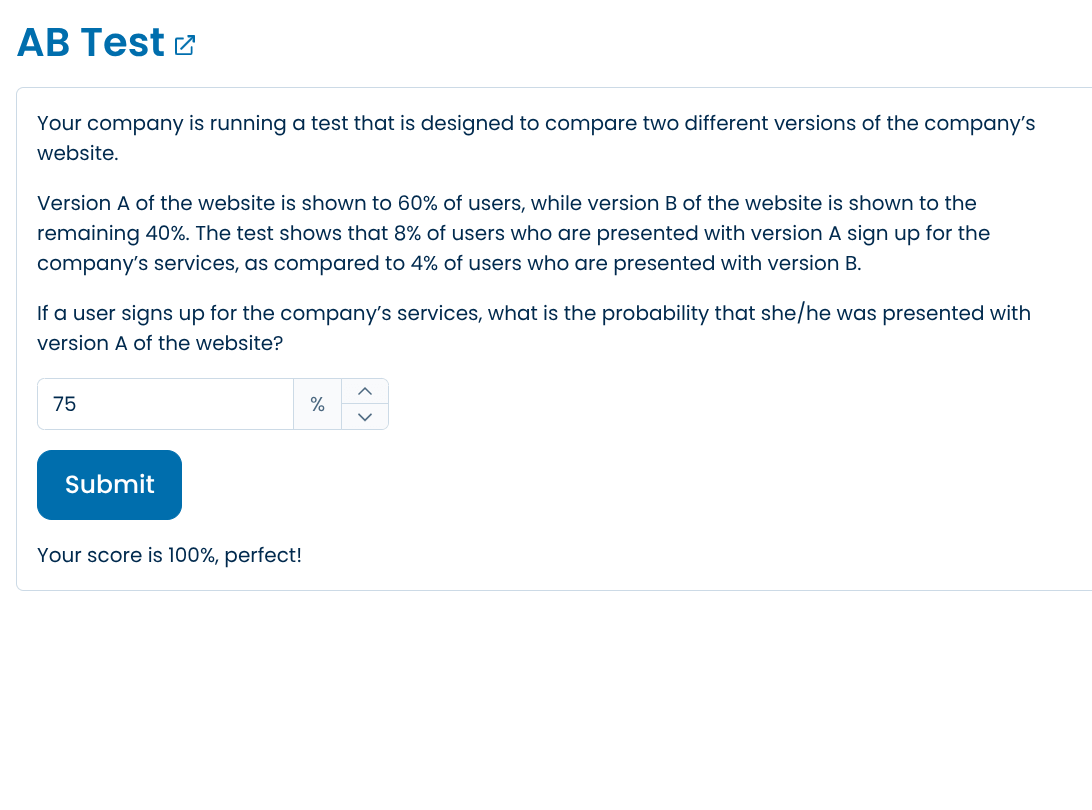 AB Test
Your company is running a test that is designed to compare two different versions of the company’s
website.
Version A of the website is shown to 60% of users, while version B of the website is shown to the
remaining 40%. The test shows that 8% of users who are presented with version A sign up for the
company’s services, as compared to 4% of users who are presented with version B.
If a user signs up for the company’s services, what is the probability that she/he was presented with
version A of the website?
75 %
Submit
Your score is 100%, perfect!